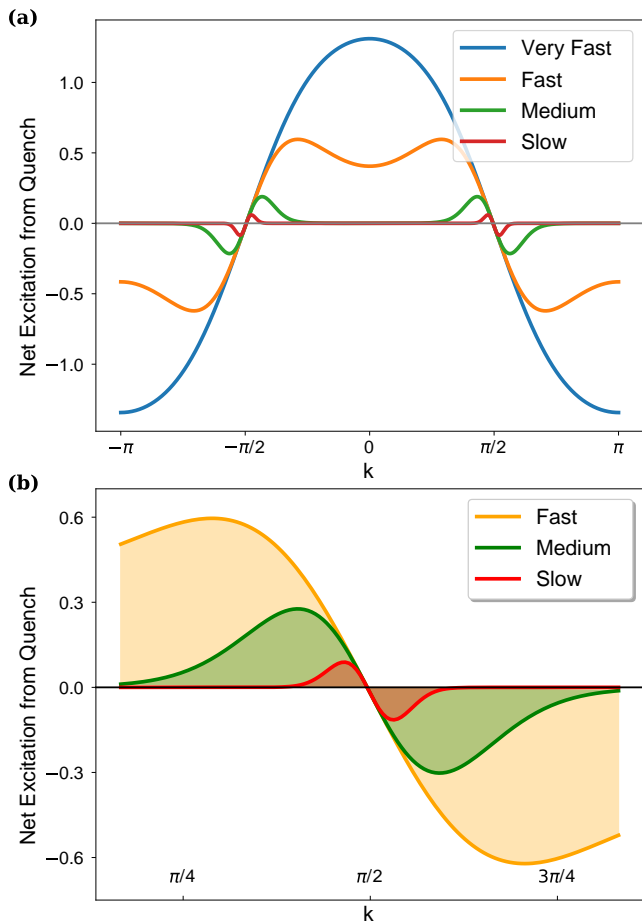 (a)
Net Excitation from Quench
1.0
0.5
0.0
−0.5
−1.0
Very Fast
Fast
Medium
Slow
−π
−π/2
0
π/2
π
k
(b)
Net Excitation from Quench
0.6
0.3
0.0
−0.3
−0.6
Fast
Medium
Slow
π/4
π/2
3π/4
k